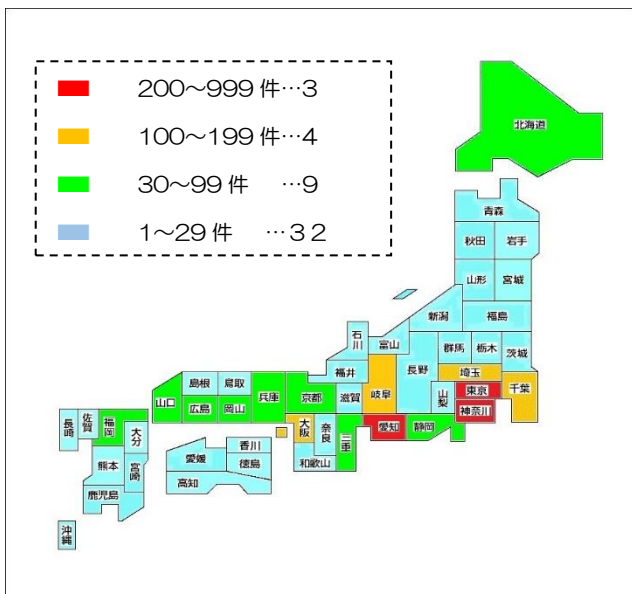 200～999 件…3
100～199 件…4
30～99 件 …9
1～29 件 …３２
北海道
青森
秋田
岩手
山形
宮城
新潟
福島
石川
富山
群馬
栃木
茨城
福井
長野
埼玉
島根
鳥取
兵庫
京都
滋賀
岐阜
山梨
東京
千葉
山口
広島
岡山
神奈川
長崎
佐賀
福岡
大分
大阪
奈良
三重
愛知
静岡
香川
愛媛
徳島
和歌山
熊本
宮崎
高知
鹿児島
沖縄